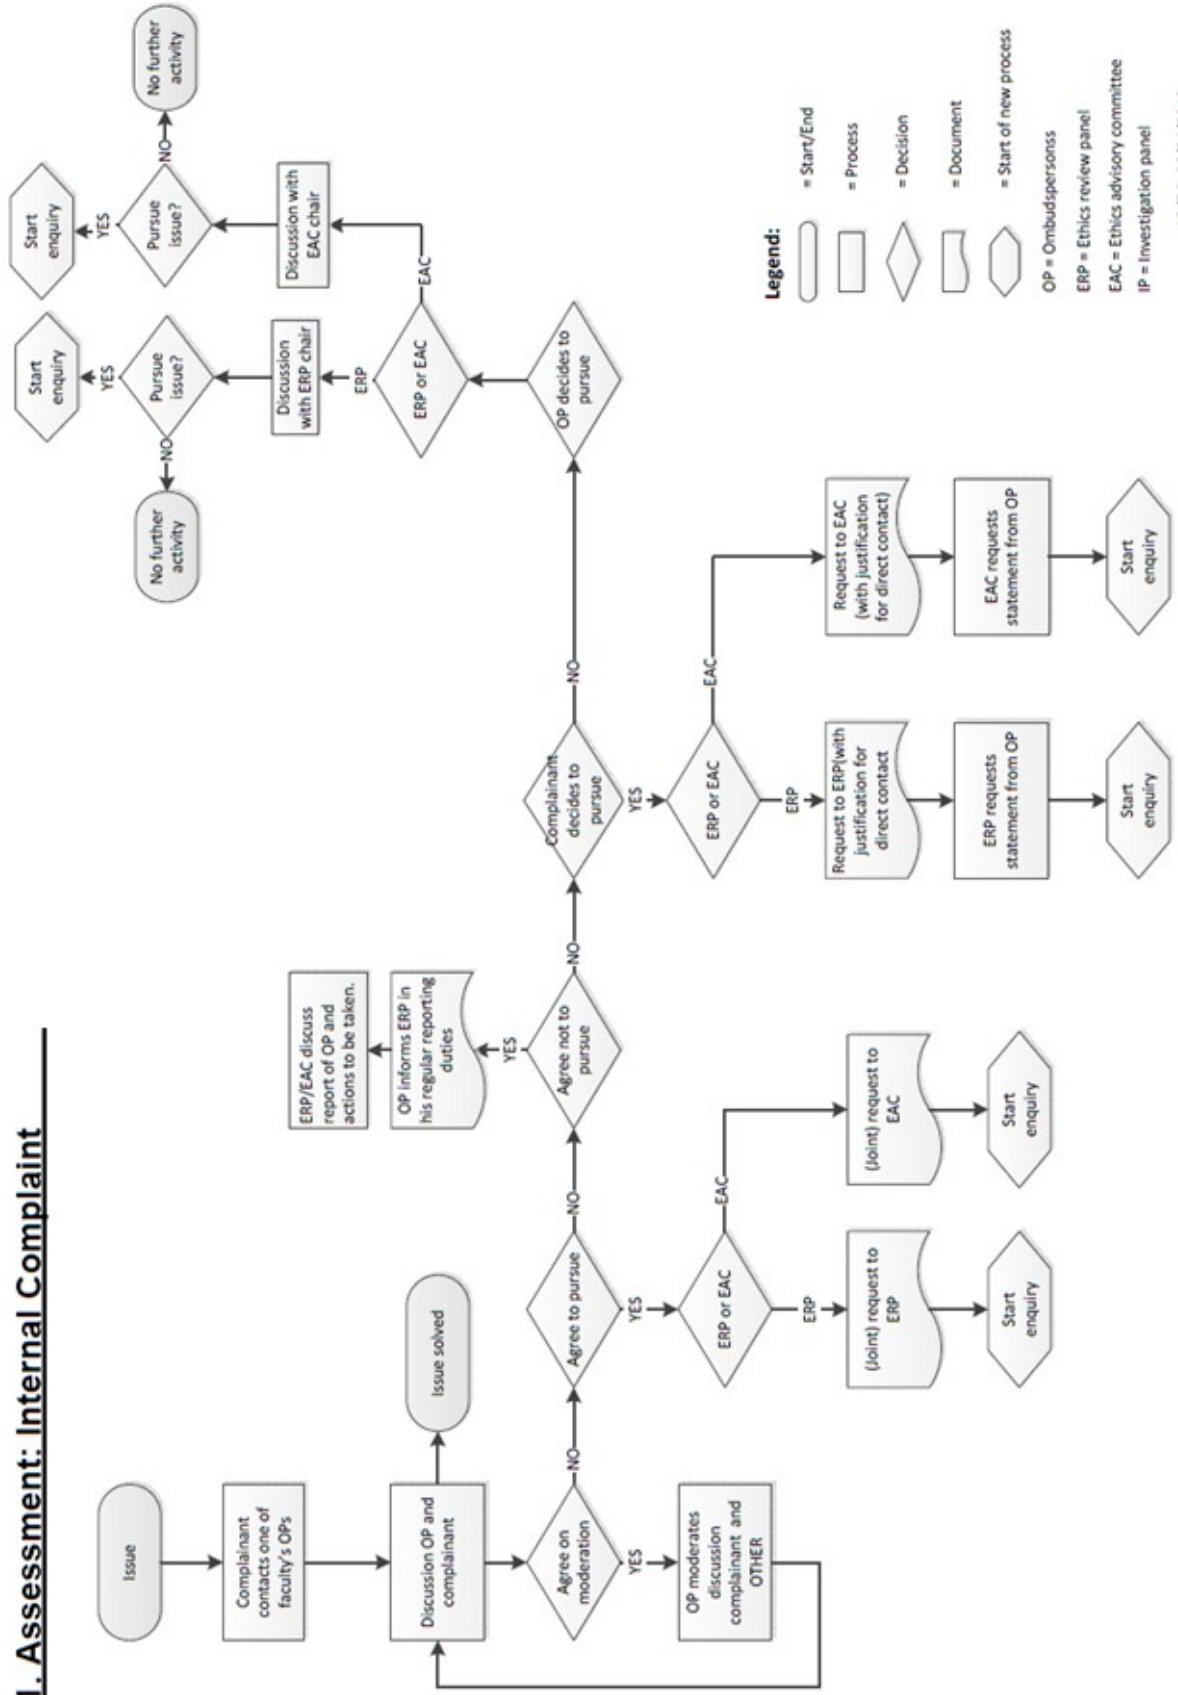 1. Assessment: Internal Complaint
Issue
Complainant
contacts one of
faculty's OPs
Discussion OP and
complainant
Issue solved
Agree on
moderation
YES
OP moderates
discussion
complainant and
OTHER
NO
Agree to pursue
YES
ERP or EAC
ERP
(Joint) request to
ERP
Start
enquiry
EAC
(Joint) request to
EAC
Start
enquiry
NO
Agree not to
pursue
YES
OP informs ERP in
his regular reporting
duties
ERP/EAC discuss
report of OP and
actions to be taken.
NO
Complainant
decides to
pursue
YES
ERP or EAC
ERP
Request to ERP(with
justification for
direct contact
ERP requests
statement from OP
Start
enquiry
EAC
Request to EAC
(with justification
for direct contact)
EAC requests
statement from OP
Start
enquiry
NO
OP decides to
pursue
ERP or EAC
ERP
Discussion
with ERP chair
Pursue
issue?
NO
No further
activity
YES
Start
enquiry
EAC
Discussion with
EAC chair
Pursue
issue?
NO
No further
activity
YES
Start
enquiry
Legend:
= Start/End
= Process
= Decision
= Document
= Start of new process
OP = Ombudspersonss
ERP = Ethics review panel
EAC = Ethics advisory committee
IP = Investigation panel